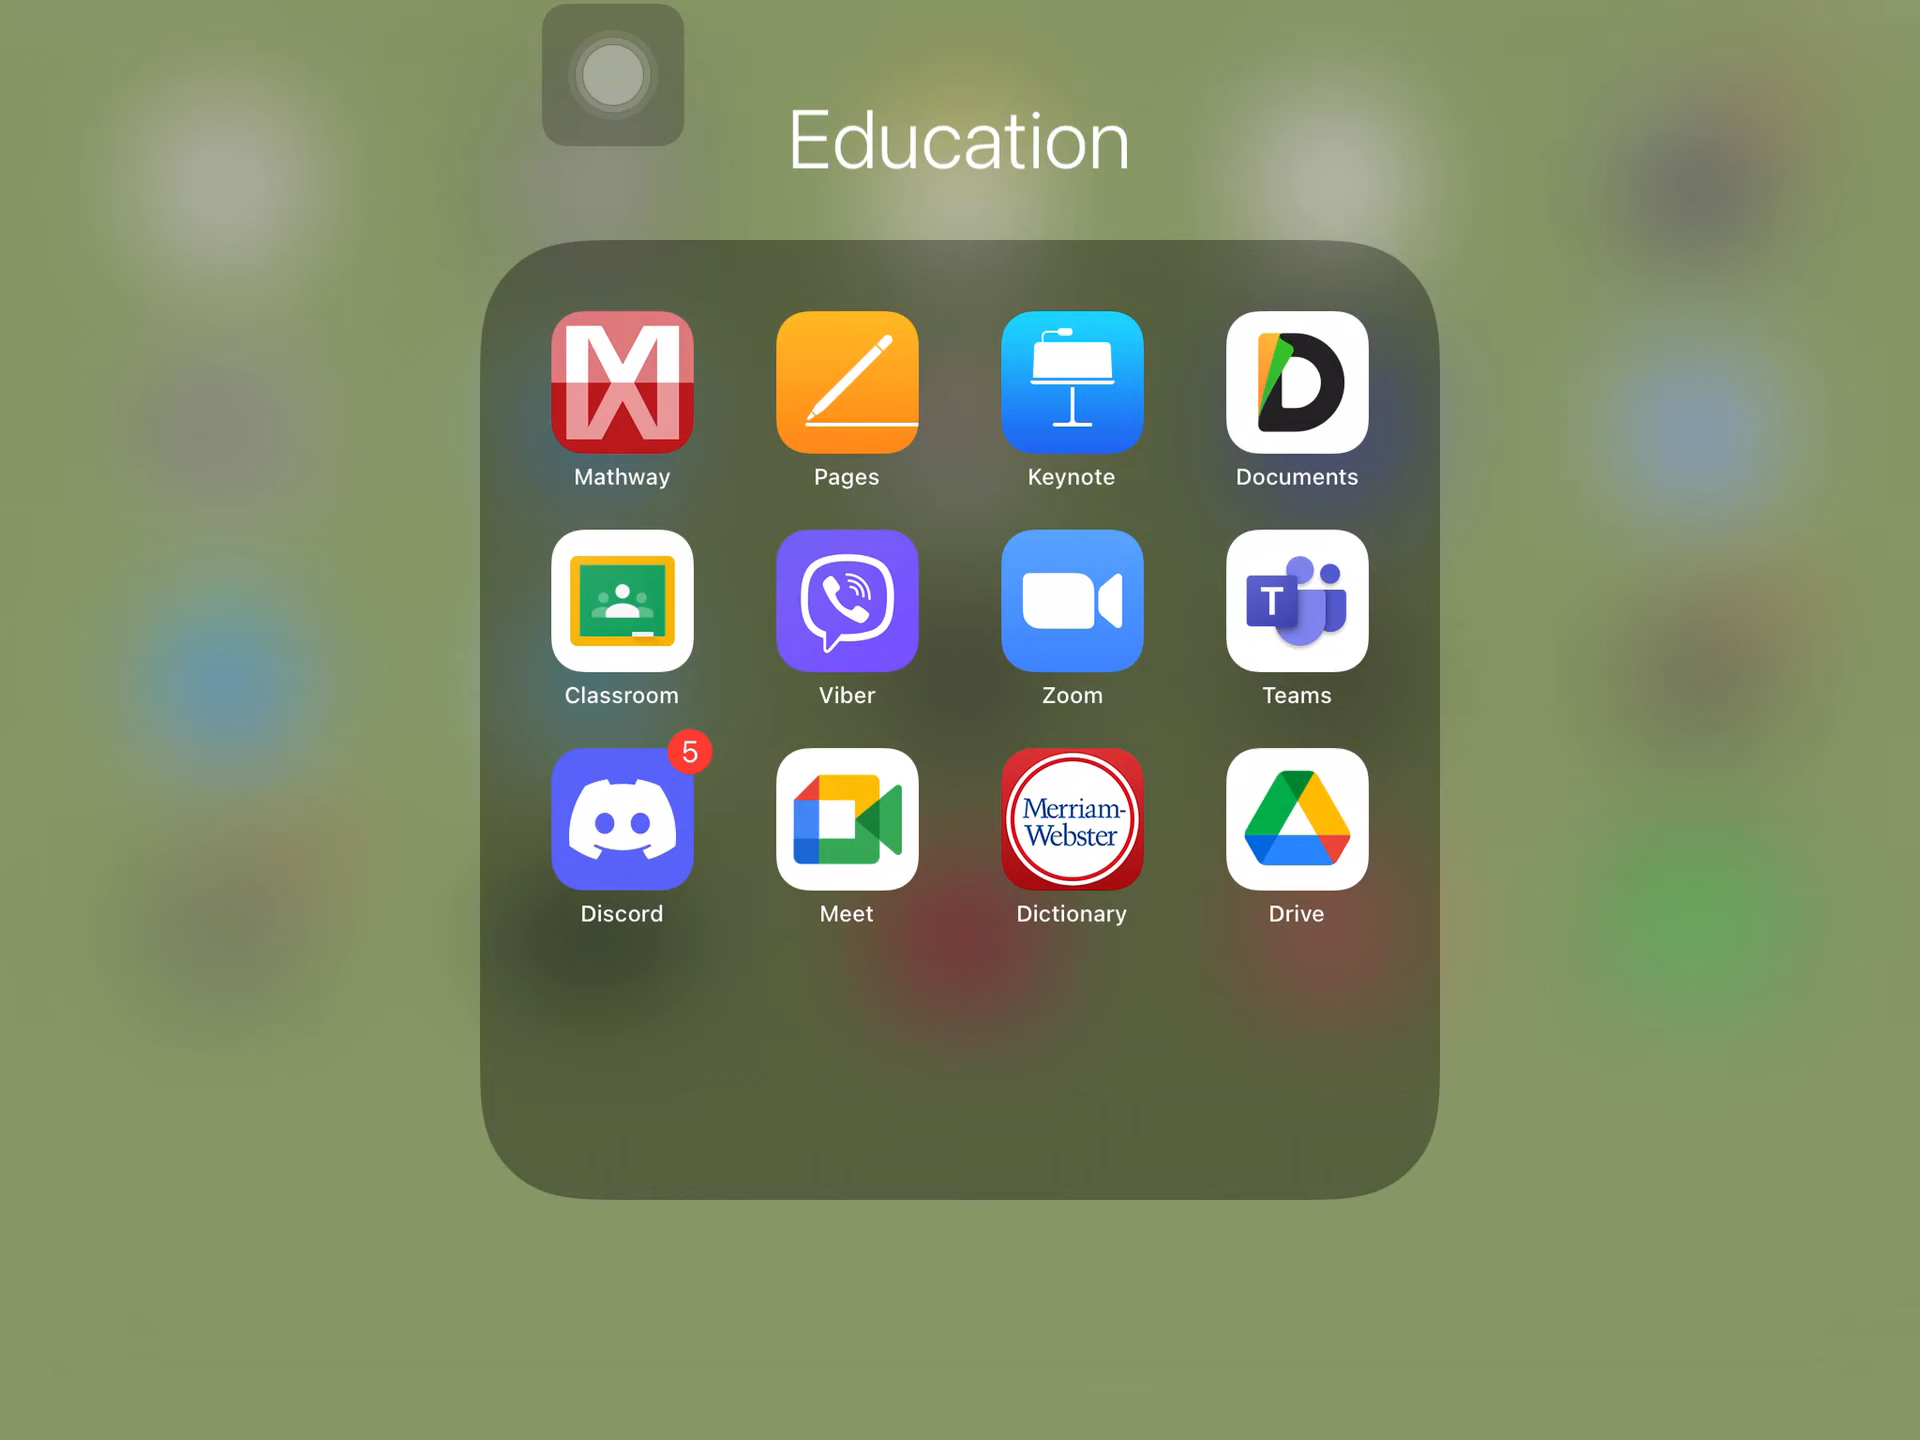 Education
Mathway
Pages
Keynote
Documents
Classroom
Viber
Zoom
T
Teams
5
Discord
Meet
Merriam-
Webster
Dictionary
Drive